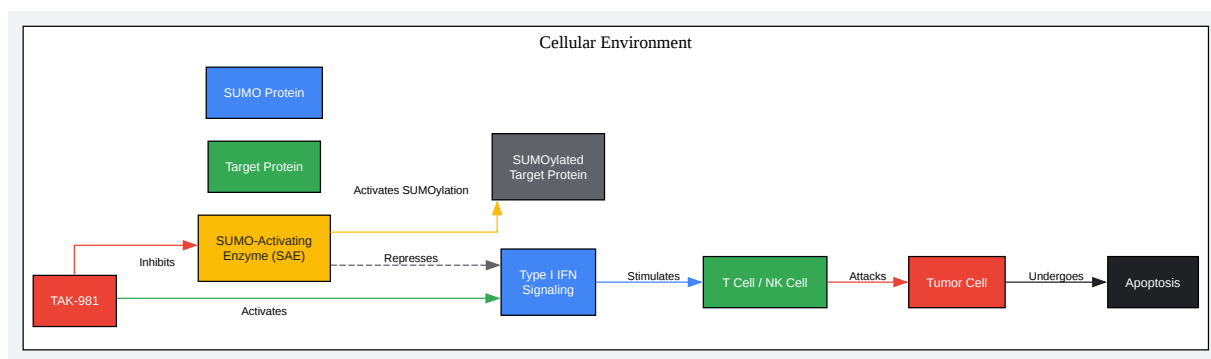 Cellular Environment
SUMO Protein
Target Protein
SUMOylated
Target Protein
Activates SUMOylation
SUMO-Activating
Enzyme (SAE)
Inhibits
Represses
TAK-981
Activates
Type I IFN
Signaling
Stimulates
T Cell / NK Cell
Attacks
Tumor Cell
Undergoes
Apoptosis